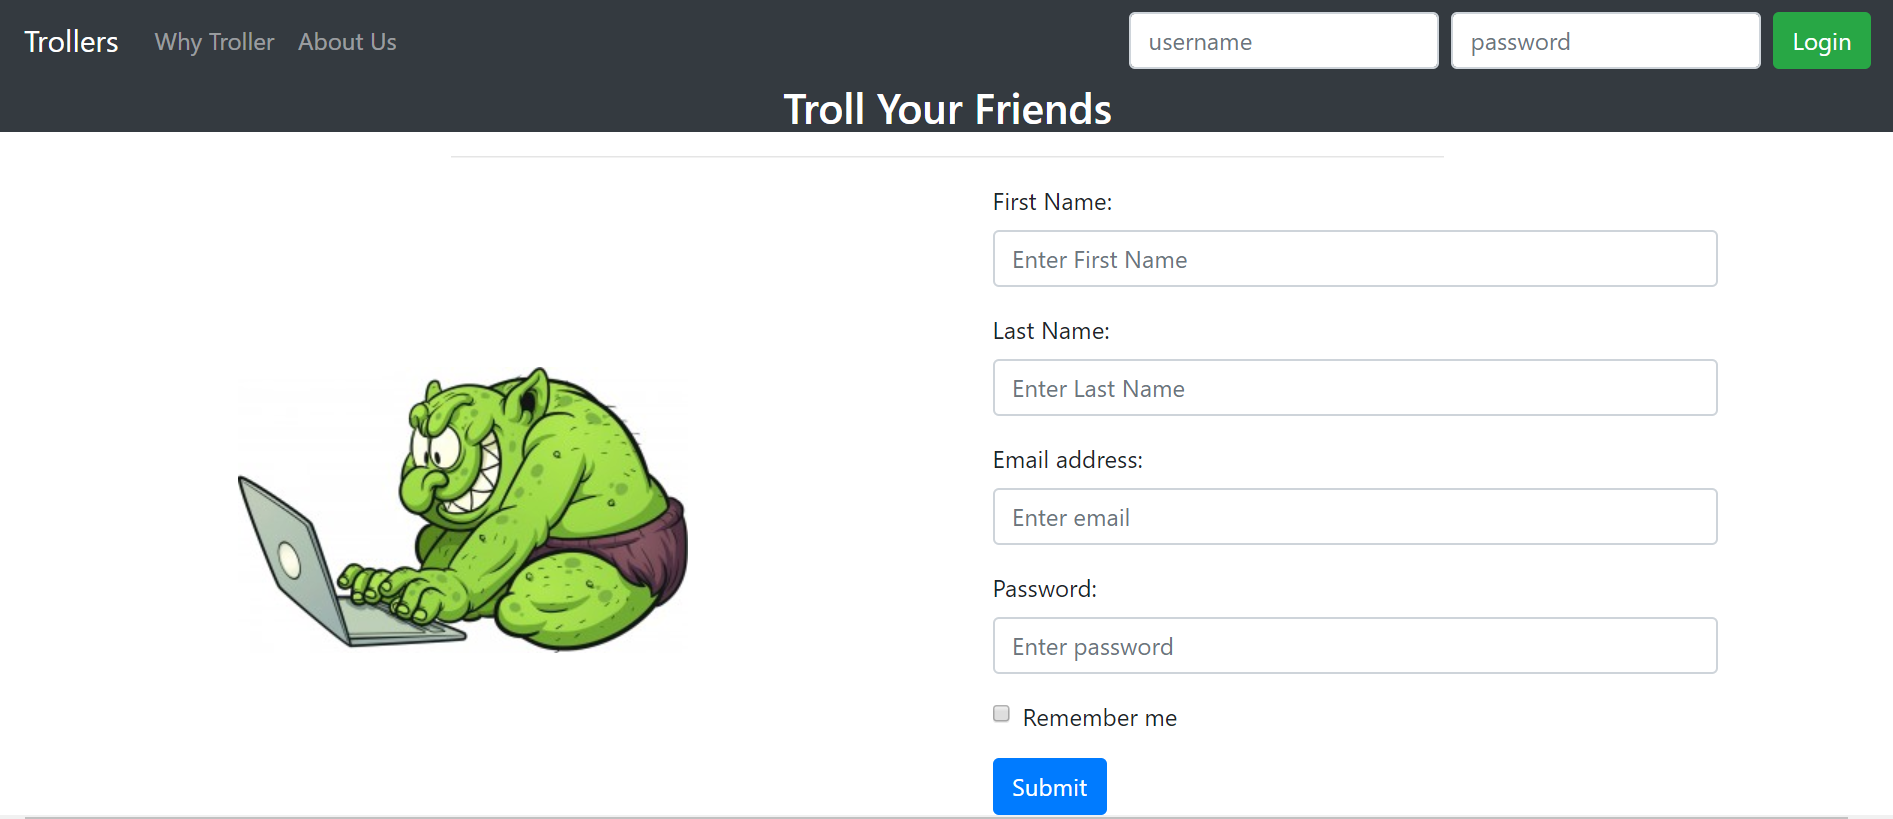 Trollers Why Troller About Us username password Login
Troll Your Friends
First Name:
Enter First Name
Last Name:
Enter Last Name
Email address:
Enter email
Password:
Enter password
Remember me
Submit